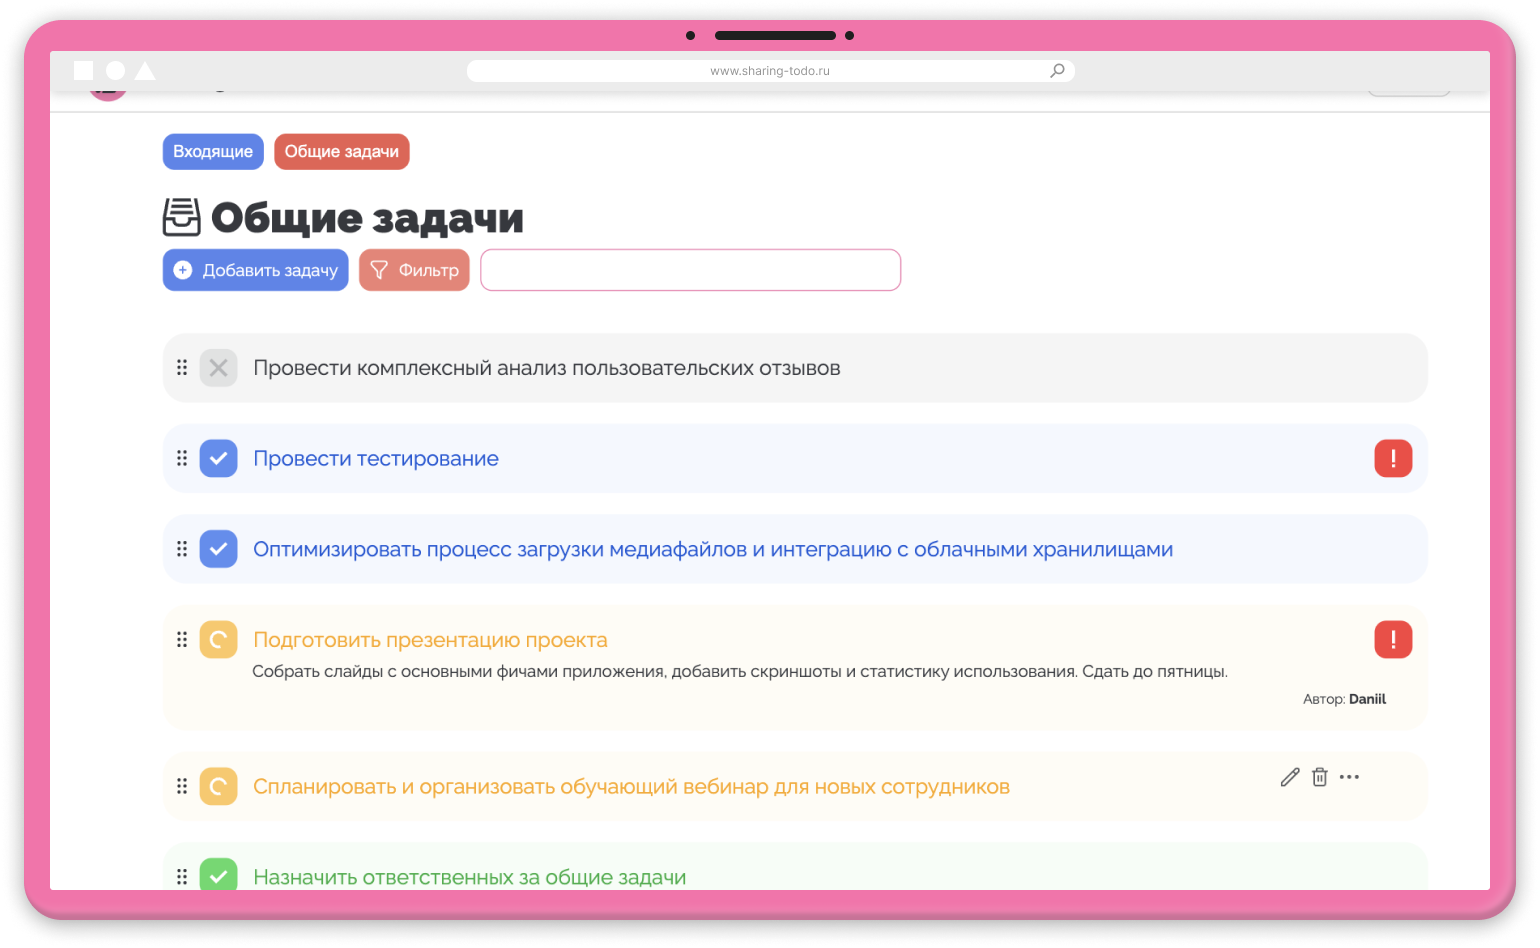 www.sharing-todo.ru
Входящие
Общие задачи
Общие задачи
Добавить задачу
Фильтр
Провести комплексный анализ пользовательских отзывов
Провести тестирование
Оптимизировать процесс загрузки медиафайлов и интеграцию с облачными хранилищами
Подготовить презентацию проекта
Собрать слайды с основными фичами приложения, добавить скриншоты и статистику использования. Сдать до пятницы.
Автор: Daniil
Спланировать и организовать обучающий вебинар для новых сотрудников
Назначить ответственных за общие задачи